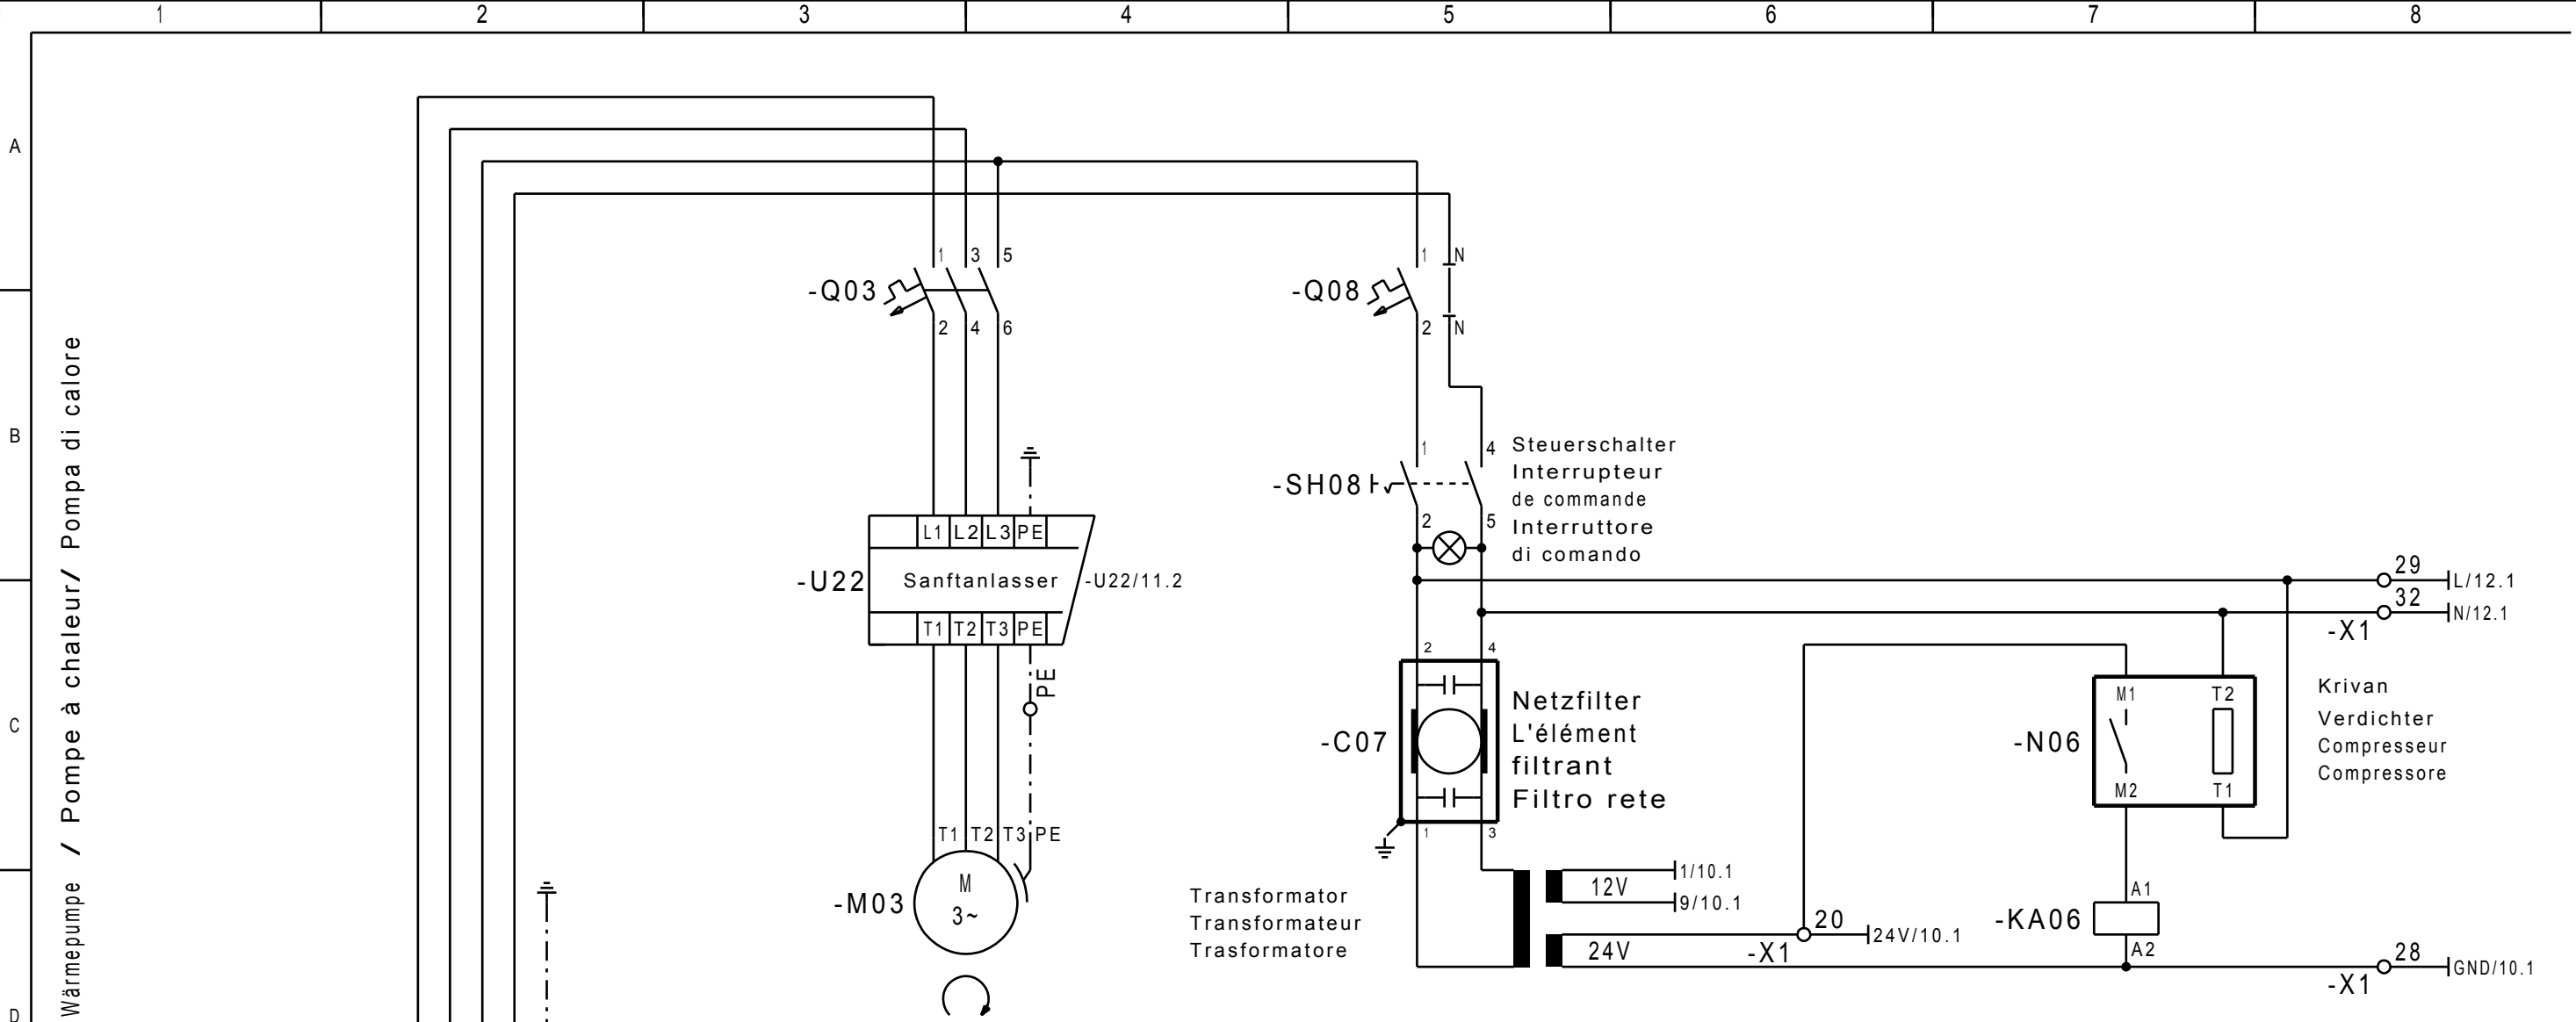 1 2 3 4 5 6 7 8
A
B
C
D
Wärmepumpe / Pompe à chaleur/ Pompa di calore
1 3 5
-Q03
2 4 6
1 N
-Q08
2 N
1 4
-SH08
2 5
Steuerschalter
Interrupteur
de commande
Interruttore
di comando
L1 L2 L3 PE
-U22 Sanftanlasser -U22/11.2
T1 T2 T3 PE
PE
T1 T2 T3 PE
-M03
M
3~
29 L/12.1
32 N/12.1
-X1
2 4
-C07
1 3
Netzfilter
L'élément
filtrant
Filtro rete
M1 T2
-N06
M2 T1
Krivan
Verdichter
Compresseur
Compressore
Transformator
Transformateur
Trasformatore
12V
1/10.1
9/10.1
24V
20 24V/10.1
-X1
A1
-KA06
A2
28 GND/10.1
-X1